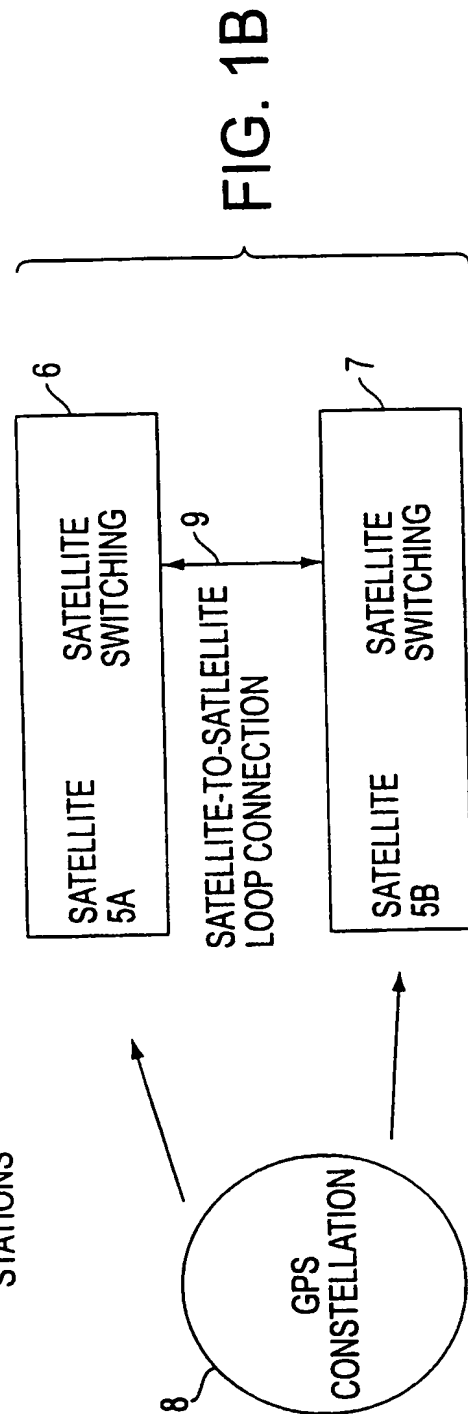 STATIONS
SATELLITE
5A
SATELLITE
SWITCHING
6
SATELLITE-TO-SATLELLITE
LOOP CONNECTION
9
GPS
CONSTELLATION
8
SATELLITE
5B
SATELLITE
SWITCHING
7
FIG. 1B